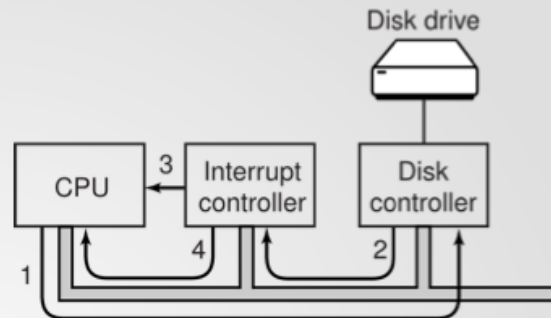 Disk drive
CPU
3
Interrupt
controller
Disk
controller
1
4
2